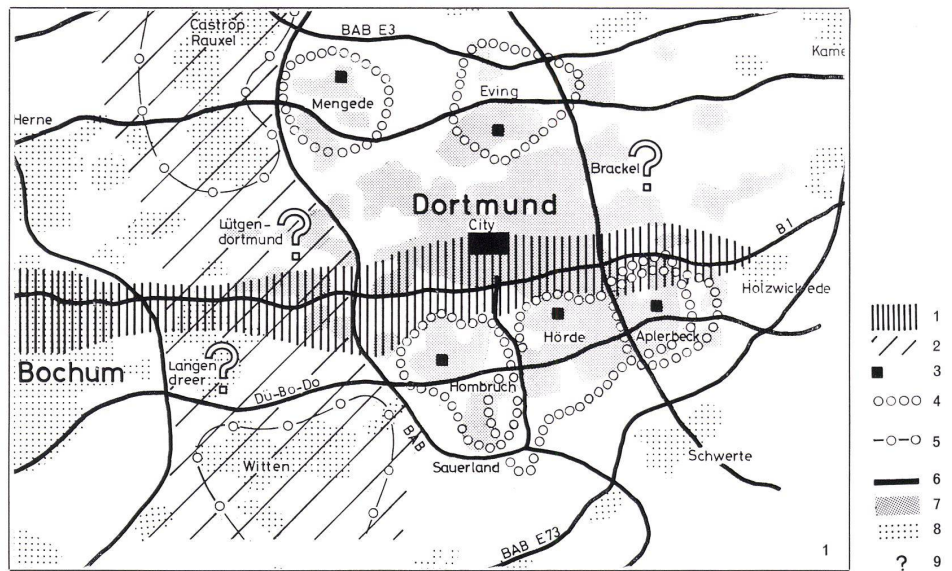 Castrop
Rauxel
BAB E3
Kame
Mengede
Eving
Herne
Brackel
?
Dortmund
City
Lütgen-
dortmund
?
B1
Holzwickede
Hörde
Aplerbeck
Bochum
Langen
dreer
?
Dü-Bo-Do
Hombruch
BAB
Sauerland
Witten
Schwerte
BAB E73
1
1
2
3
4
5
6
7
8
? 9